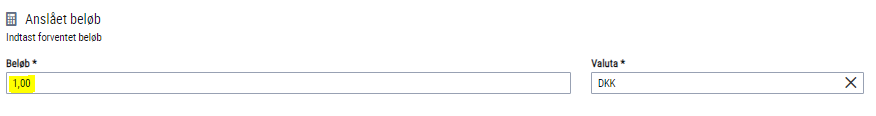 Anslået beløb
Indtast forventet beløb
Beløb * Valuta *
1,00 DKK